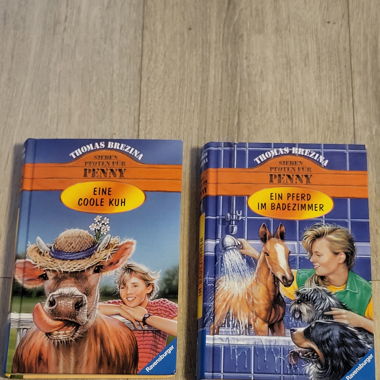 THOMAS BREZINA
SIEBEN
PFOTEN FÜR
PENNY
EINE
COOLE KUH
Ravensburger
THOMAS BREZINA
SIEBEN
PFOTEN FÜR
PENNY
EIN PFERD
IM BADEZIMMER
Ravensburger